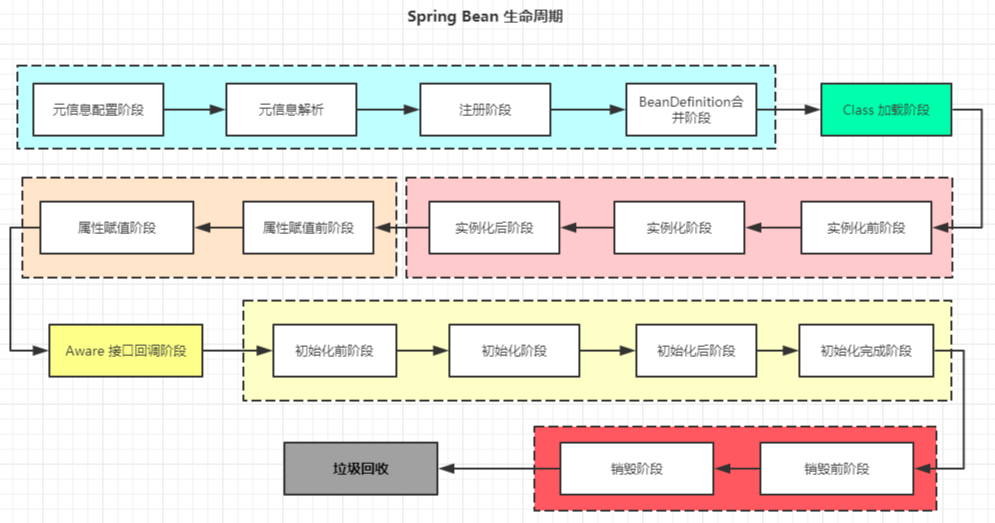 Spring Bean 生命周期
元信息配置阶段
元信息解析
注册阶段
BeanDefinition合
并阶段
Class 加载阶段
属性赋值阶段
属性赋值前阶段
实例化后阶段
实例化阶段
实例化前阶段
Aware 接口回调阶段
初始化前阶段
初始化阶段
初始化后阶段
初始化完成阶段
垃圾回收
销毁阶段
销毁前阶段